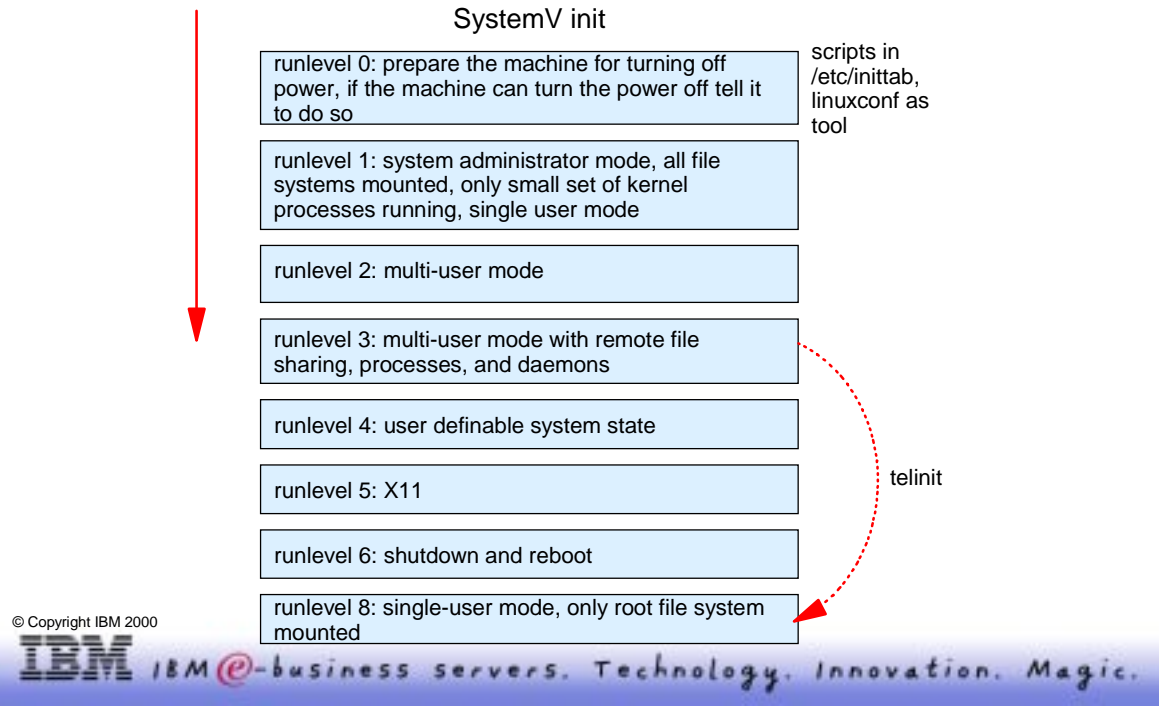 SystemV init
runlevel 0: prepare the machine for turning off
power, if the machine can turn the power off tell it
to do so
scripts in
/etc/inittab,
linuxconf as
tool
runlevel 1: system administrator mode, all file
systems mounted, only small set of kernel
processes running, single user mode
runlevel 2: multi-user mode
runlevel 3: multi-user mode with remote file
sharing, processes, and daemons
runlevel 4: user definable system state
telinit
runlevel 5: X11
runlevel 6: shutdown and reboot
runlevel 8: single-user mode, only root file system
mounted
© Copyright IBM 2000
IBM IBM e-business servers. Technology. Innovation. Magic.